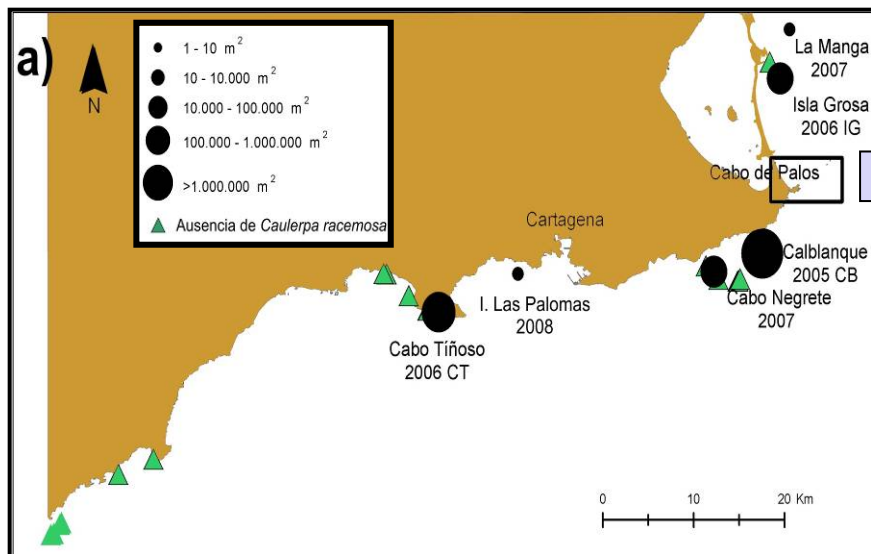 a)
N
1 - 10 m²
10 - 10.000 m²
10.000 - 100.000 m²
100.000 - 1.000.000 m²
>1.000.000 m²
Ausencia de Caulerpa racemosa
La Manga
2007
Isla Grosa
2006 IG
Cabo de Palos
Cartagena
Calblanque
2005 CB
Cabo Negrete
2007
I. Las Palomas
2008
Cabo Tíñoso
2006 CT
0 10 20 Km